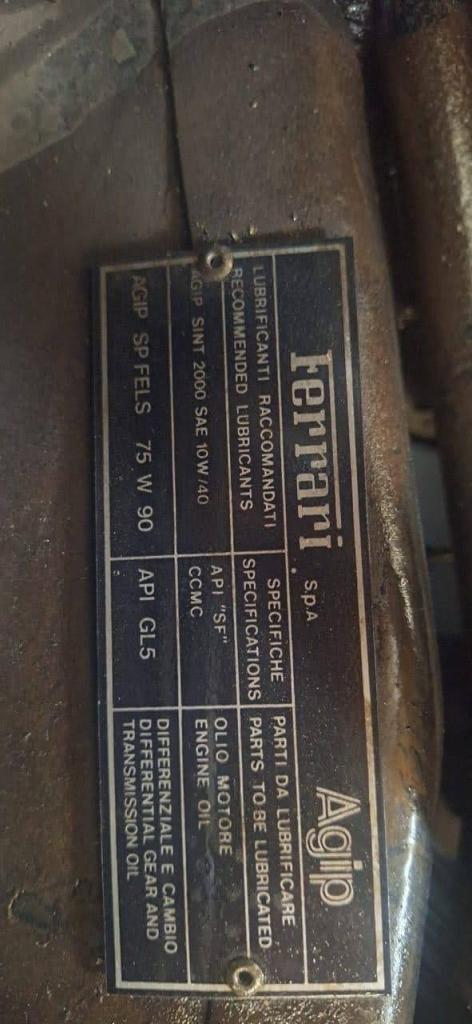 Ferrari S.p.A Agip
LUBRIFICANTI RACCOMANDATI
RECOMMENDED LUBRICANTS
SPECIFICHE
SPECIFICATIONS
PARTI DA LUBRIFICARE
PARTS TO BE LUBRICATED
AGIP SINT 2000 SAE 10W/40
API "SF"
CCMC
OLIO MOTORE
ENGINE OIL
AGIP SP FELS 75 W 90
API GL5
DIFFERENZIALE E CAMBIO
DIFFERENTIAL GEAR AND
TRANSMISSION OIL